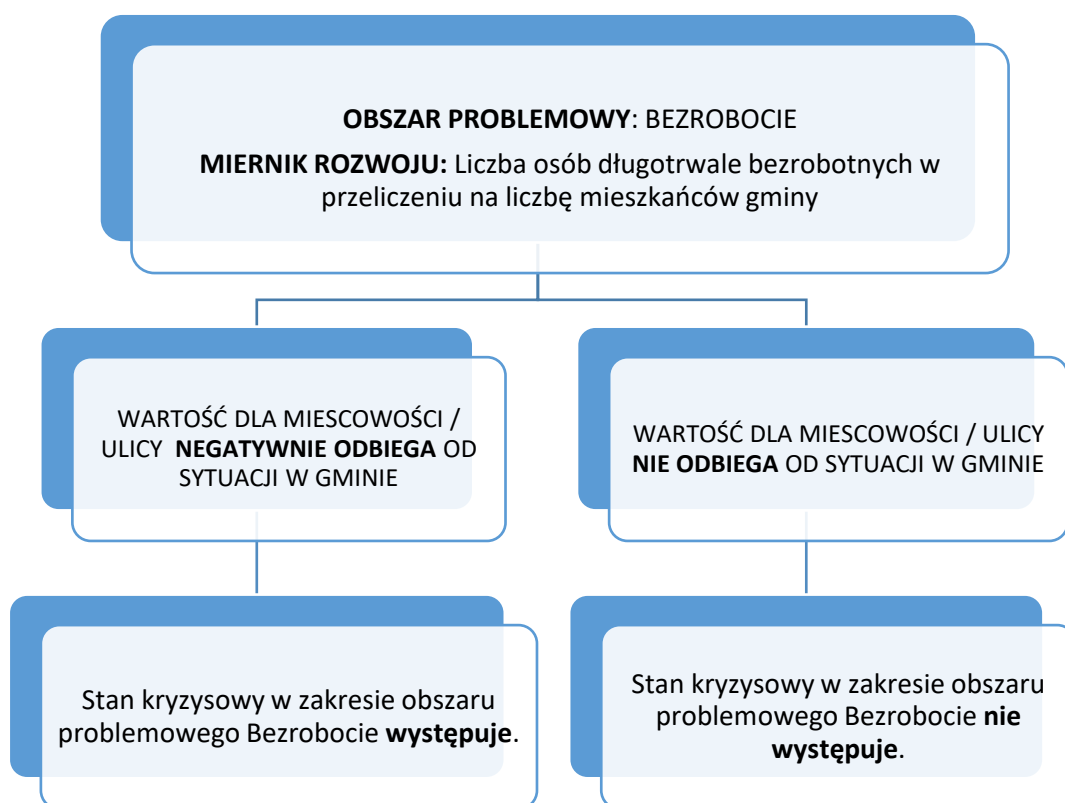 OBSZAR PROBLEMOWY: BEZROBOCIE
MIERNIK ROZWOJU: Liczba osób długotrwale bezrobotnych w
przeliczeniu na liczbę mieszkańców gminy
WARTOŚĆ DLA MIESCOWOŚCI /
ULICY NEGATYWNIE ODBIEGA OD
SYTUACJI W GMINIE
WARTOŚĆ DLA MIESCOWOŚCI / ULICY
NIE ODBIEGA OD SYTUACJI W GMINIE
Stan kryzysowy w zakresie obszaru
problemowego Bezrobocie występuje.
Stan kryzysowy w zakresie obszaru
problemowego Bezrobocie nie
występuje.